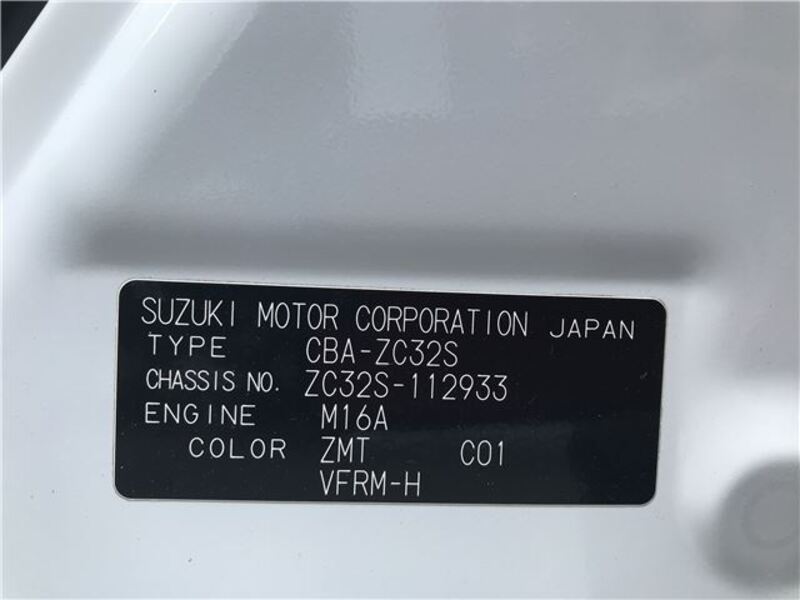 SUZUKI MOTOR CORPORATION JAPAN
TYPE CBA-ZC32S
CHASSIS NO. ZC32S-112933
ENGINE M16A
COLOR ZMT C01
VFRM-H